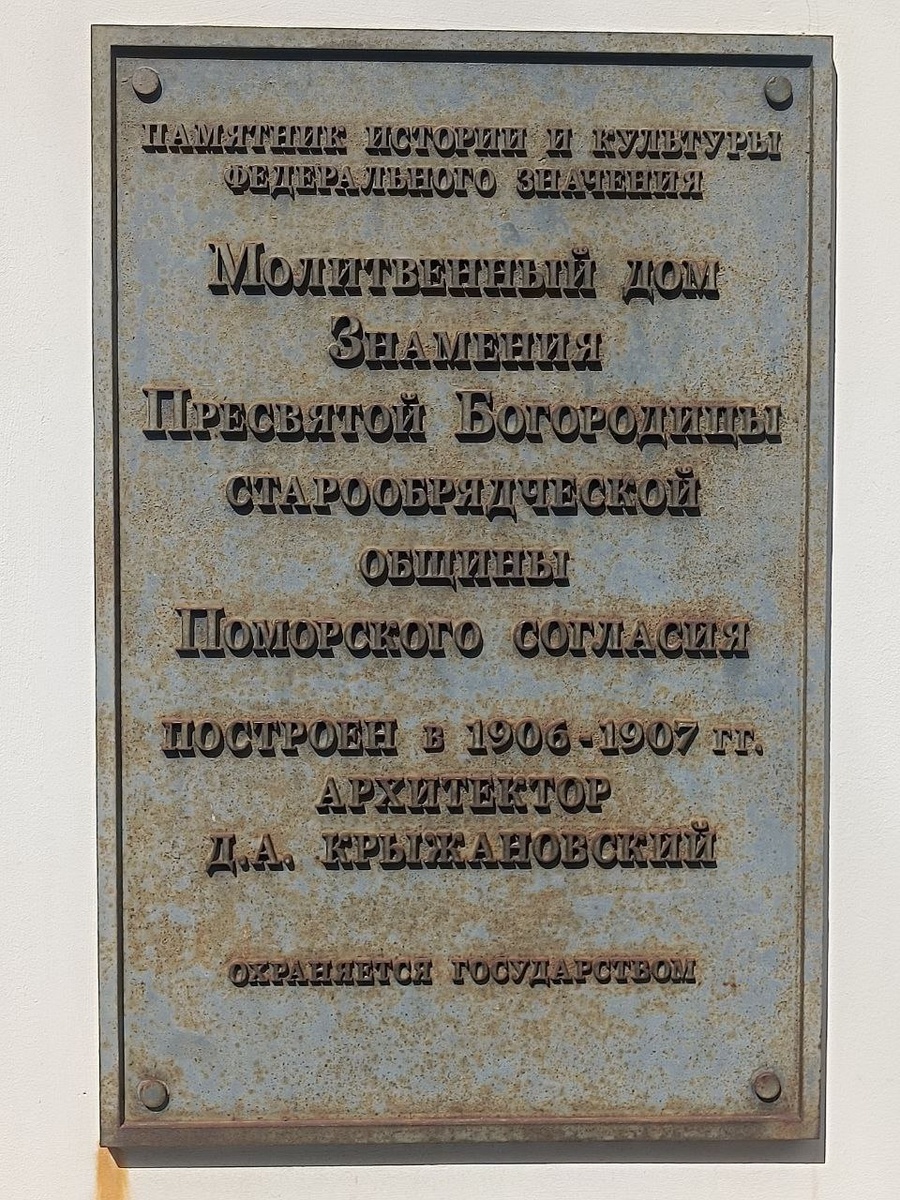 ПАМЯТНИК ИСТОРИИ И КУЛЬТУРЫ
ФЕДЕРАЛЬНОГО ЗНАЧЕНИЯ
Молитвенный дом
Знамения
Пресвятой Богородицы
старообрядческой
общины
Поморского согласия
ПОСТРОЕН в 1906-1907 гг.
АРХИТЕКТОР
Д.А. КРЫЖАНОВСКИЙ
ОХРАНЯЕТСЯ ГОСУДАРСТВОМ